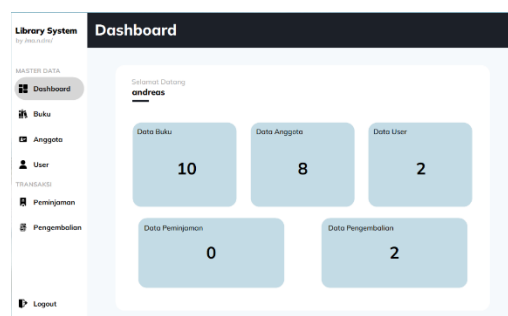 Library System
Dashboard
MASTER DATA
Dashboard
Buku
Anggota
User
TRANSAKSI
Peminjaman
Pengembalian
Logout
Selamat Datang
andreas
Data Buku
10
Data Anggota
8
Data User
2
Data Peminjaman
0
Data Pengembalian
2